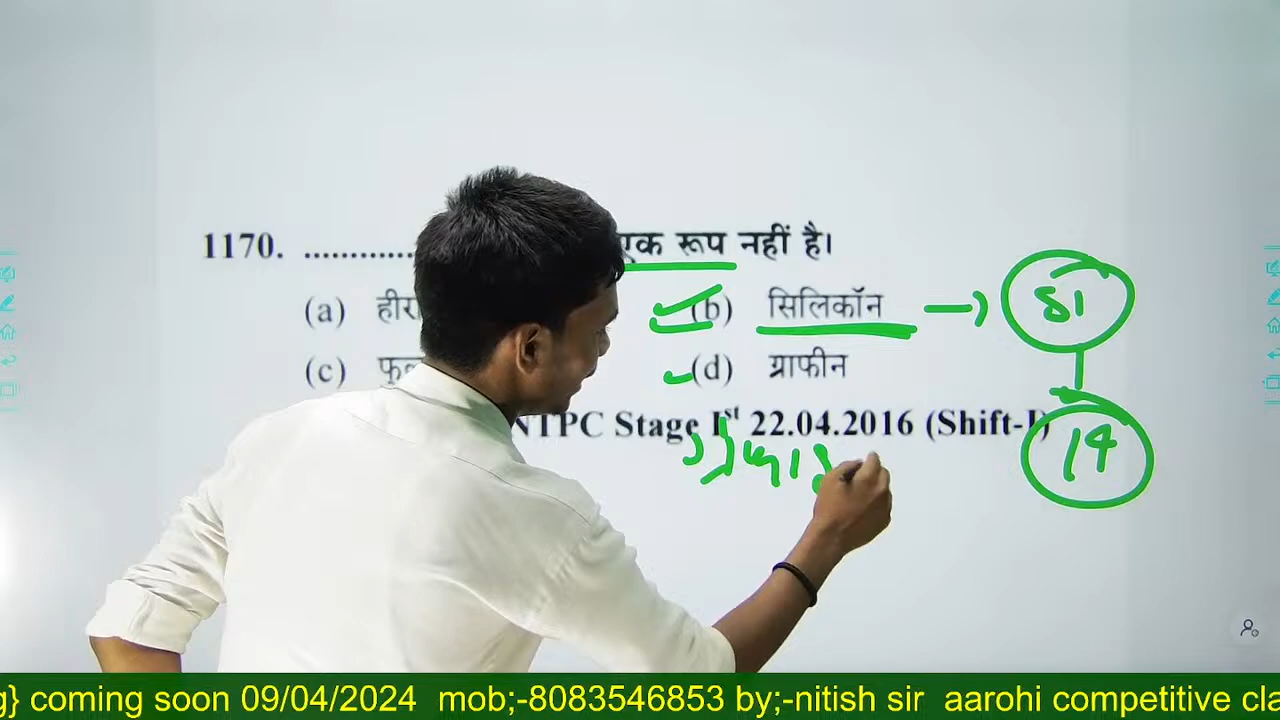 1170. ............... एक रूप नहीं है।
(a) हीरा (b) सिलिकॉन → Si
(c) (d) ग्राफीन
NTPC Stage Ist 22.04.2016 (Shift-I)
14
g} coming soon 09/04/2024 mob;-8083546853 by;-nitish sir aarohi competitive cla